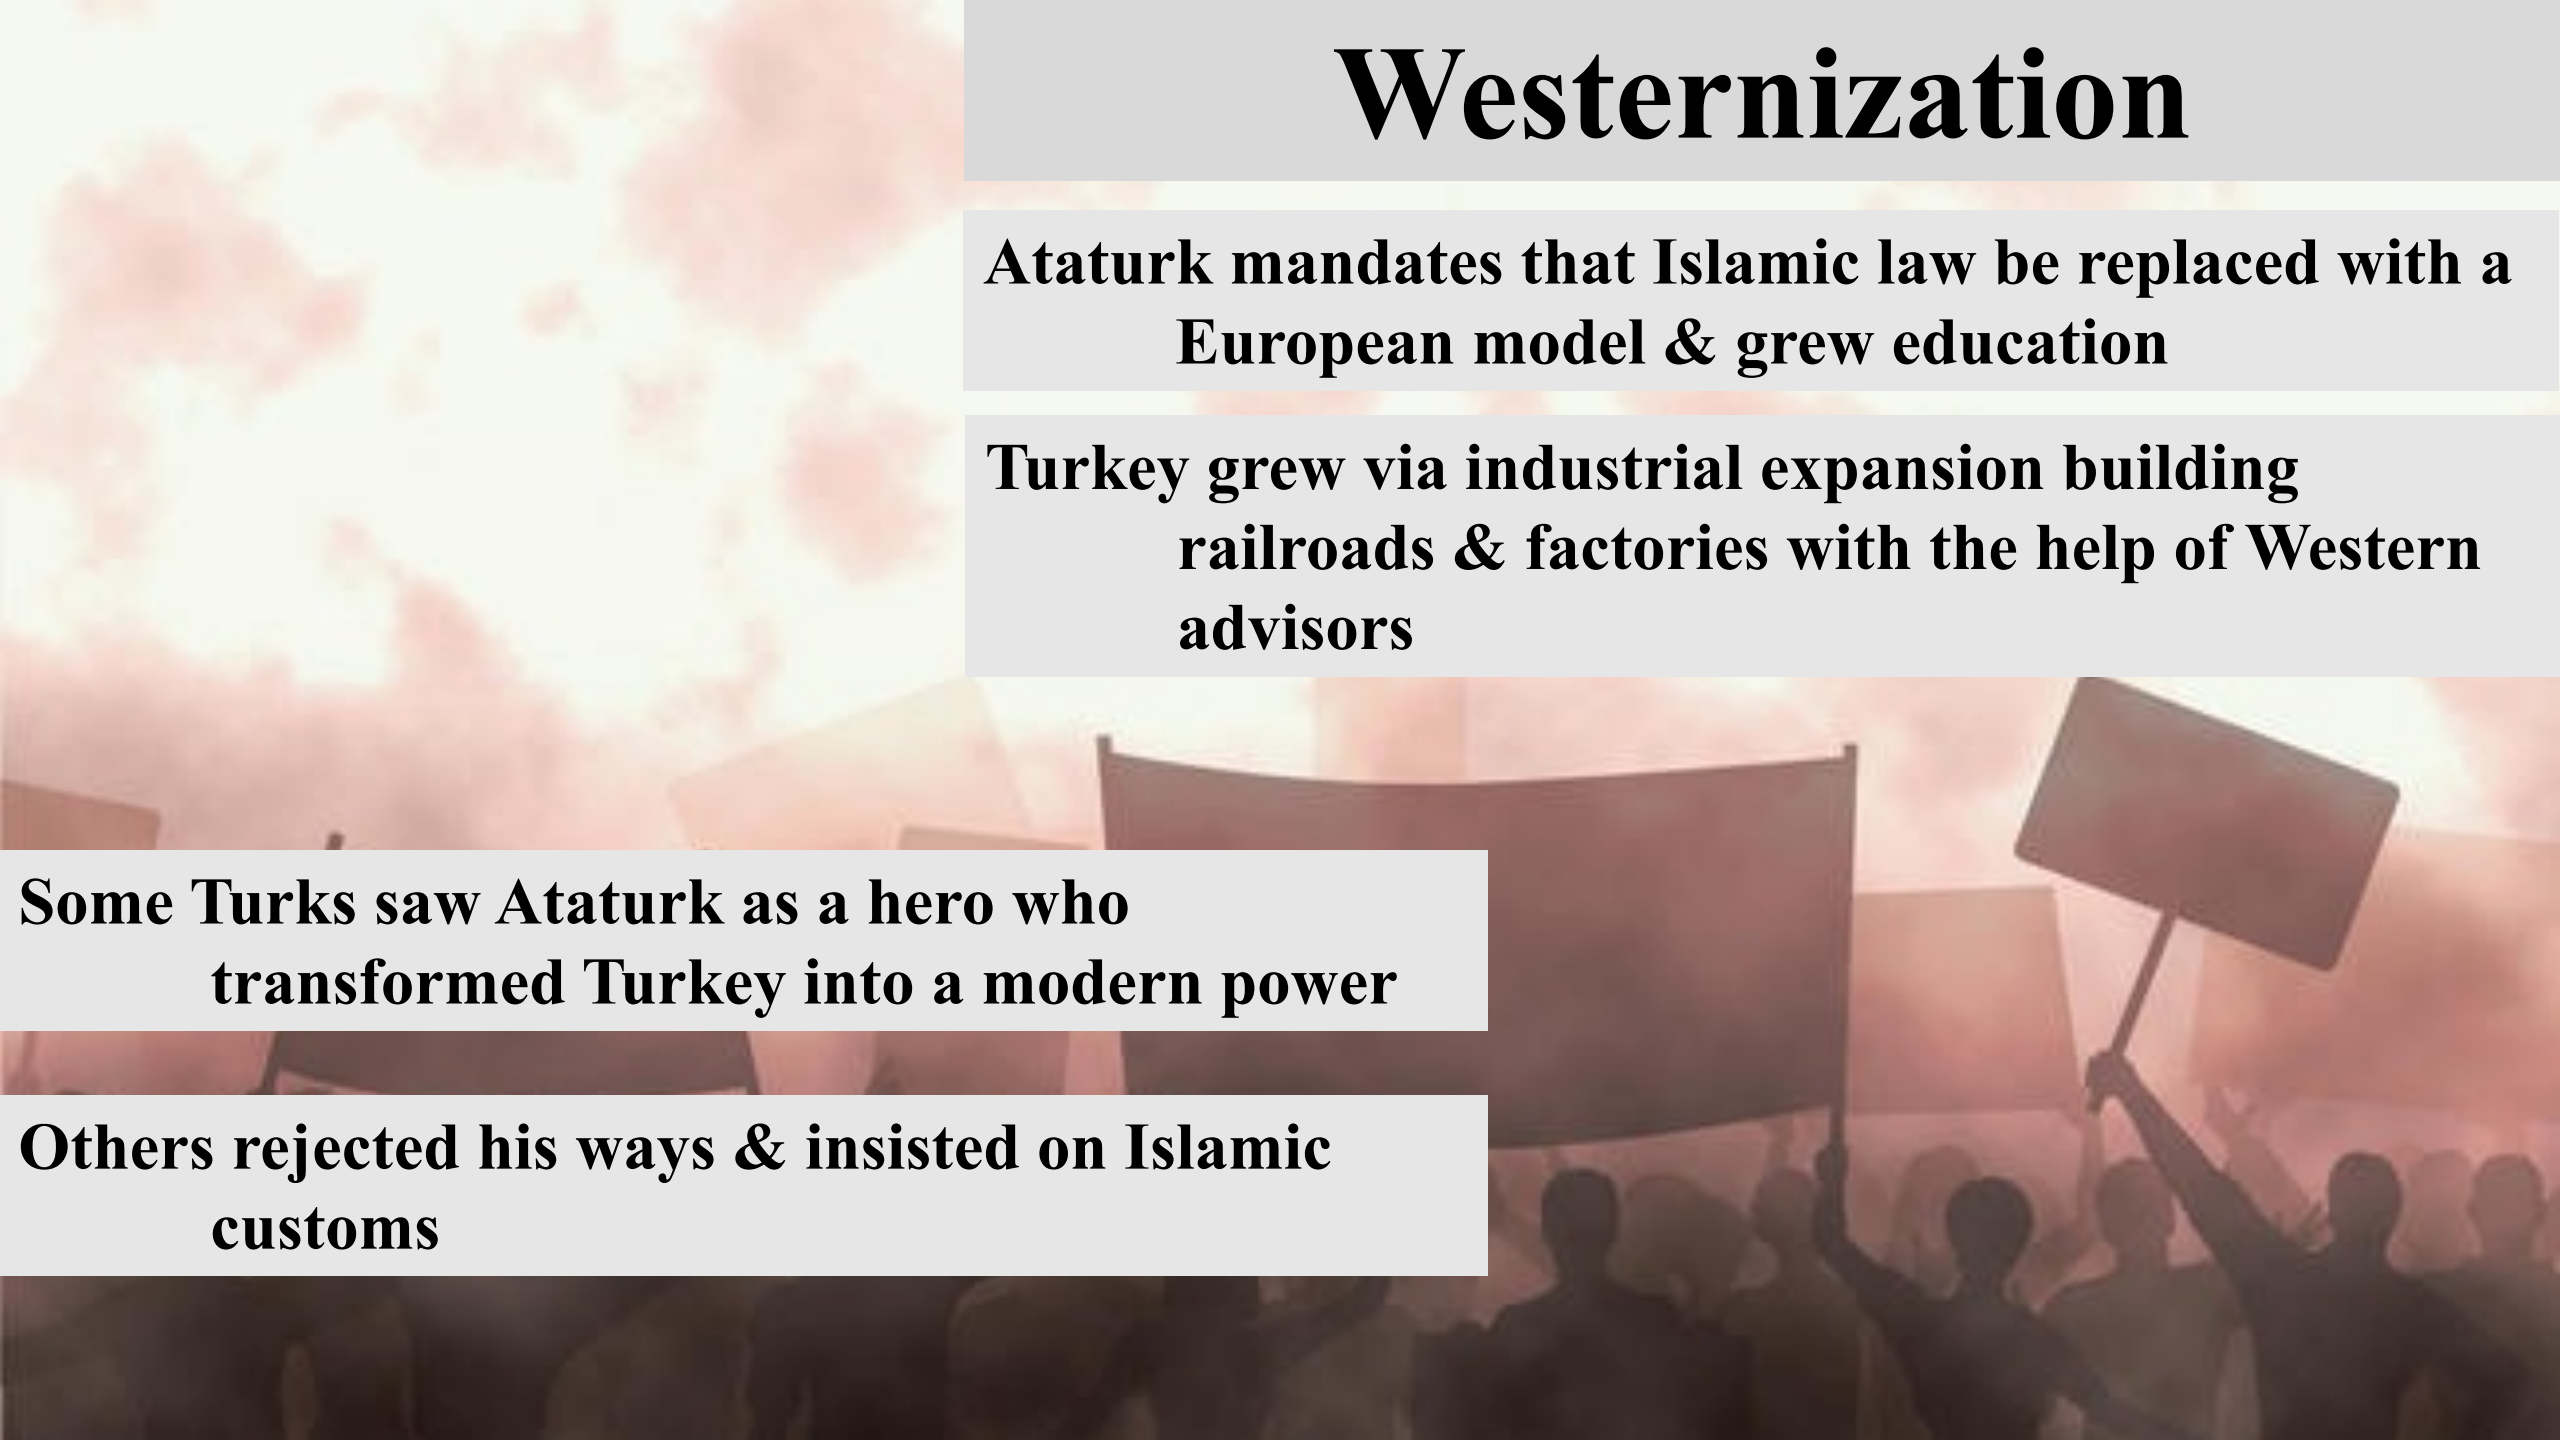 Westernization
Ataturk mandates that Islamic law be replaced with a
European model & grew education
Turkey grew via industrial expansion building
railroads & factories with the help of Western
advisors
Some Turks saw Ataturk as a hero who
transformed Turkey into a modern power
Others rejected his ways & insisted on Islamic
customs